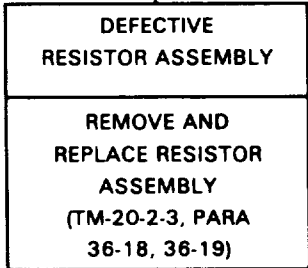 DEFECTIVE
RESISTOR ASSEMBLY
REMOVE AND
REPLACE RESISTOR
ASSEMBLY
(TM-20-2-3, PARA
36-18, 36-19)